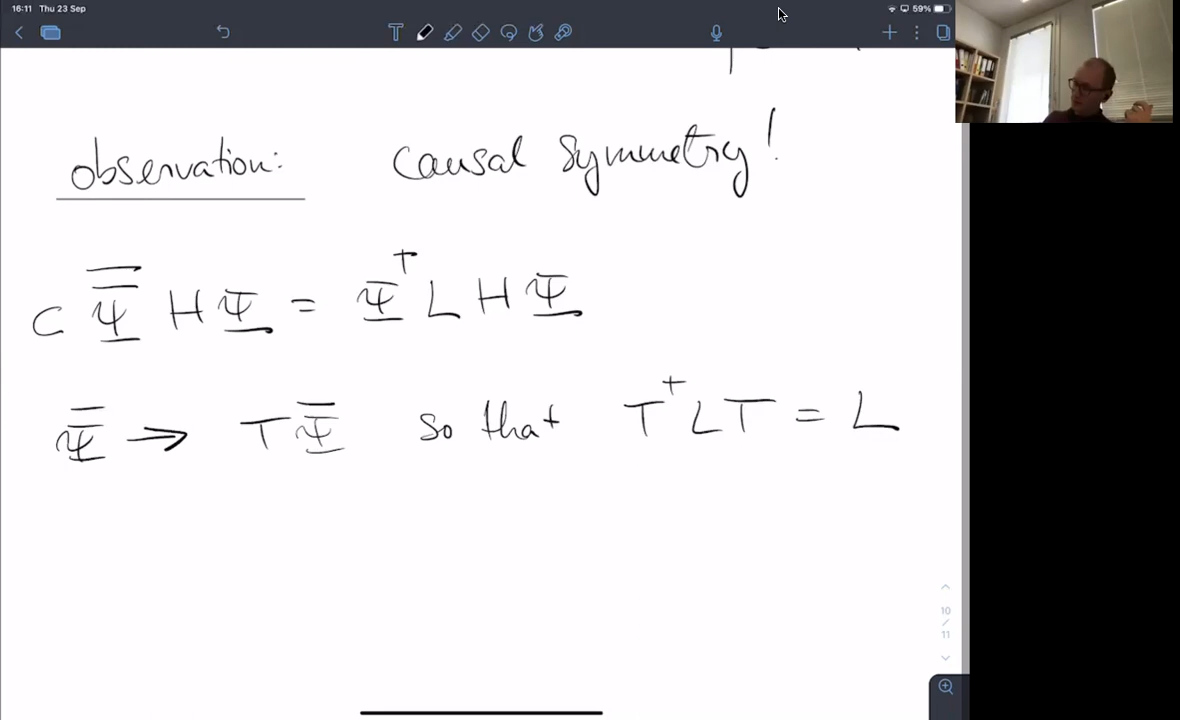 16:11 Thu 23 Sep 59%
T
observation: causal symmetry!
C Ψ̄ H Ψ = Ψ† L H Ψ
Ψ → T Ψ so that T† L T = L
10
/
11